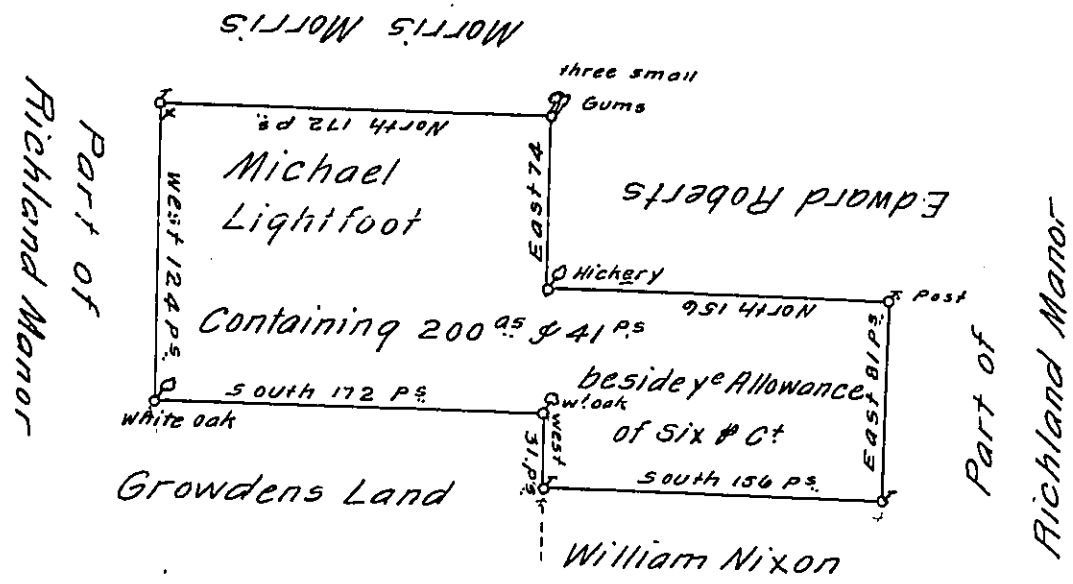 Morris Morris
three small
Gums
Part of
Richland Manor
North 172 ps.
Michael
Lightfoot
West 124 Ps.
East 74
Edward Roberts
Hickery
North 156
Post
Containing 200 as. & 41 Ps.
East 81 Ps.
Part of
Richland Manor
South 172 Ps.
White oak
besides ye Allowance
Wt. oak
of Six P Ct
West
31. Ps.
South 156 Ps.
Growdens Land
William Nixon